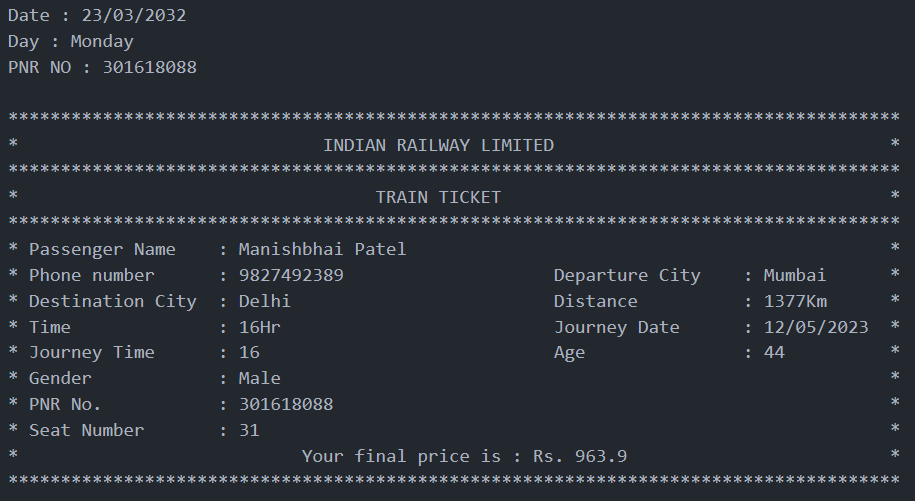 Date : 23/03/2032
Day : Monday
PNR NO : 301618088
*************************************************************************************
* INDIAN RAILWAY LIMITED *
*************************************************************************************
* TRAIN TICKET *
*************************************************************************************
* Passenger Name : Manishbhai Patel *
* Phone number : 9827492389 Departure City : Mumbai *
* Destination City : Delhi Distance : 1377Km *
* Time : 16Hr Journey Date : 12/05/2023 *
* Journey Time : 16 Age : 44 *
* Gender : Male *
* PNR No. : 301618088 *
* Seat Number : 31 *
* Your final price is : Rs. 963.9 *
*************************************************************************************